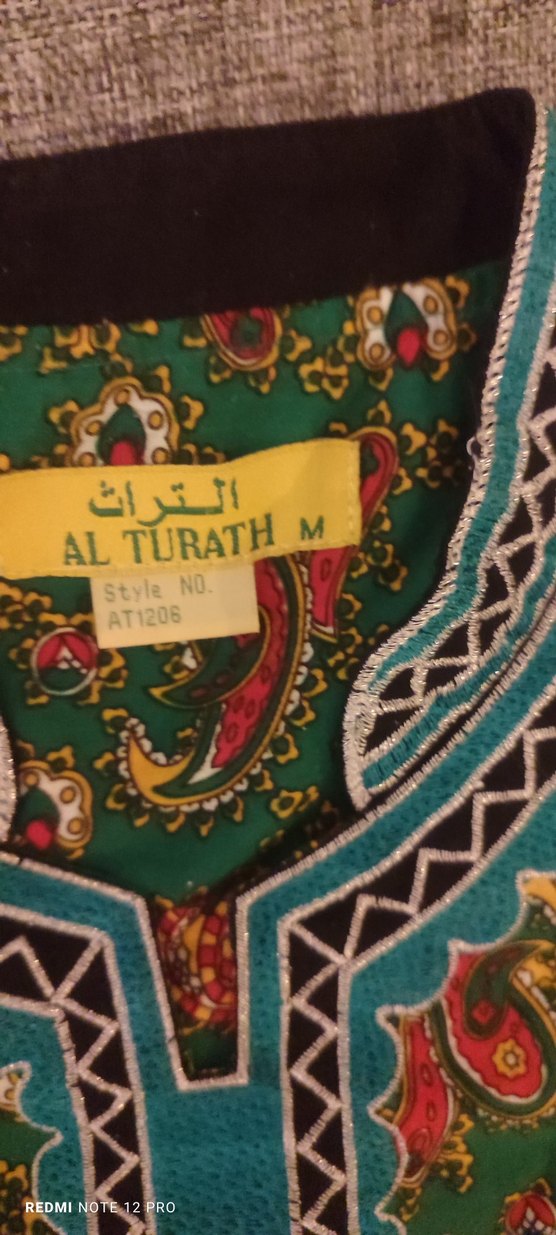 التراث
AL TURATH M
Style NO.
AT1206
REDMI NOTE 12 PRO